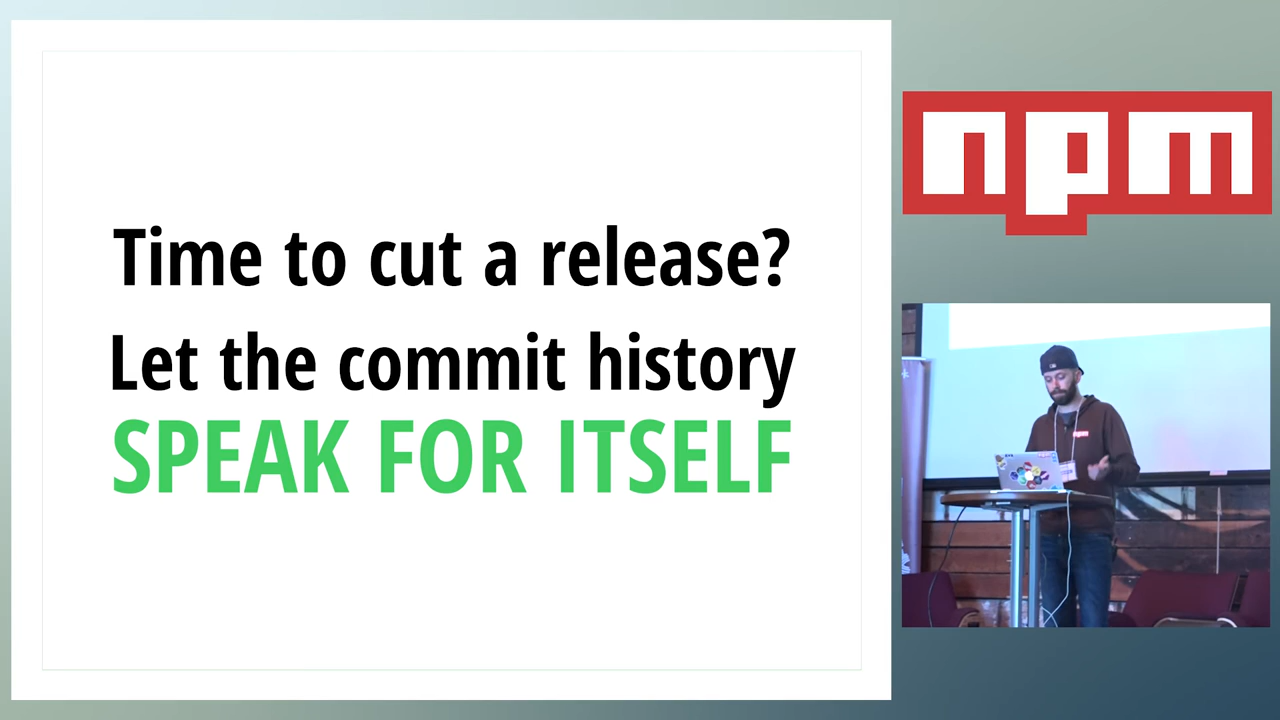 Time to cut a release?
Let the commit history
SPEAK FOR ITSELF
npm